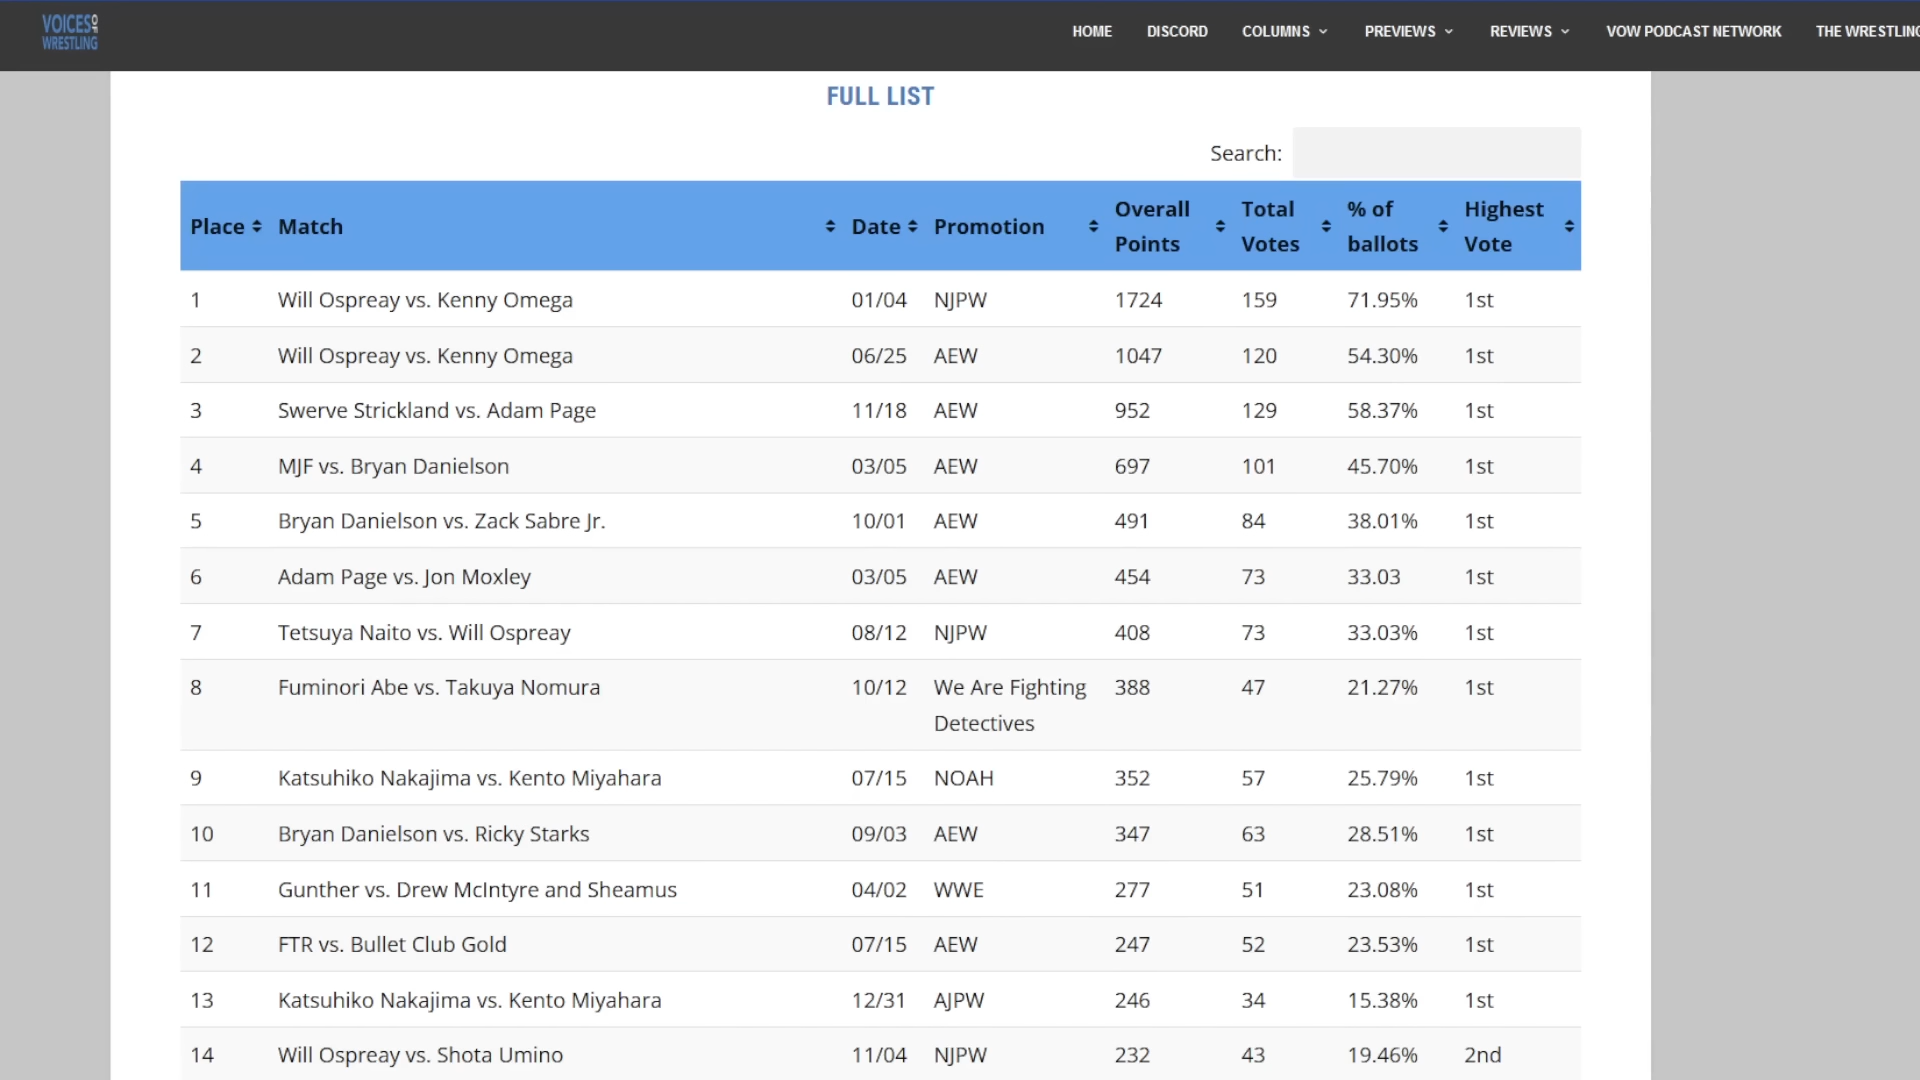 VOICES OF
WRESTLING
HOME DISCORD COLUMNS PREVIEWS REVIEWS VOW PODCAST NETWORK THE WRESTLING
FULL LIST
Search:
Place Match Date Promotion Overall Points Total Votes % of ballots Highest Vote
1 Will Ospreay vs. Kenny Omega 01/04 NJPW 1724 159 71.95% 1st
2 Will Ospreay vs. Kenny Omega 06/25 AEW 1047 120 54.30% 1st
3 Swerve Strickland vs. Adam Page 11/18 AEW 952 129 58.37% 1st
4 MJF vs. Bryan Danielson 03/05 AEW 697 101 45.70% 1st
5 Bryan Danielson vs. Zack Sabre Jr. 10/01 AEW 491 84 38.01% 1st
6 Adam Page vs. Jon Moxley 03/05 AEW 454 73 33.03 1st
7 Tetsuya Naito vs. Will Ospreay 08/12 NJPW 408 73 33.03% 1st
8 Fuminori Abe vs. Takuya Nomura 10/12 We Are Fighting Detectives 388 47 21.27% 1st
9 Katsuhiko Nakajima vs. Kento Miyahara 07/15 NOAH 352 57 25.79% 1st
10 Bryan Danielson vs. Ricky Starks 09/03 AEW 347 63 28.51% 1st
11 Gunther vs. Drew McIntyre and Sheamus 04/02 WWE 277 51 23.08% 1st
12 FTR vs. Bullet Club Gold 07/15 AEW 247 52 23.53% 1st
13 Katsuhiko Nakajima vs. Kento Miyahara 12/31 AJPW 246 34 15.38% 1st
14 Will Ospreay vs. Shota Umino 11/04 NJPW 232 43 19.46% 2nd